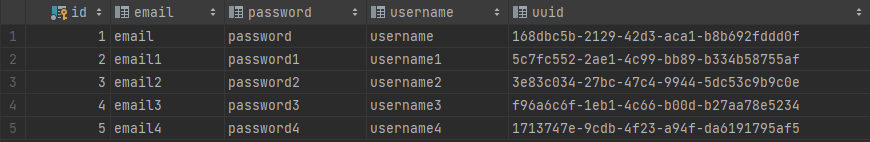 id email password username uuid
1 1 email password username 168dbc5b-2129-42d3-aca1-b8b692fddd0f
2 2 email1 password1 username1 5c7fc552-2ae1-4c99-bb89-b334b58755af
3 3 email2 password2 username2 3e83c034-27bc-47c4-9944-5dc53c9b9c0e
4 4 email3 password3 username3 f96a6c6f-1eb1-4c66-b00d-b27aa78e5234
5 5 email4 password4 username4 1713747e-9cdb-4f23-a94f-da6191795af5